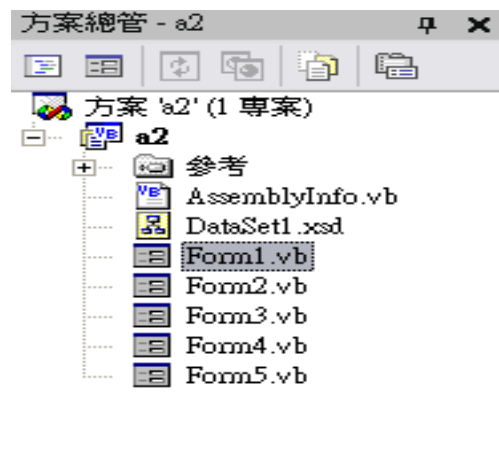 方案總管 - a2
方案 'a2' (1 專案)
a2
參考
AssemblyInfo.vb
DataSet1.xsd
Form1.vb
Form2.vb
Form3.vb
Form4.vb
Form5.vb